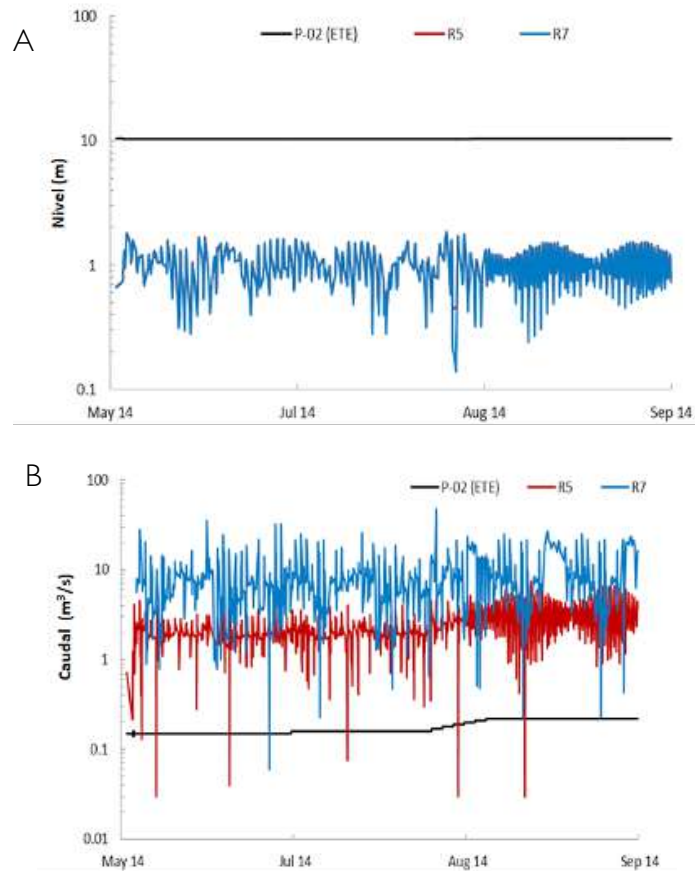 A
P-02 (ETE) R5 R7
Nivel (m)
100
10
1
0.1
May 14 Jul 14 Aug 14 Sep 14
B
P-02 (ETE) R5 R7
Caudal (m³/s)
100
10
1
0.1
0.01
May 14 Jul 14 Aug 14 Sep 14